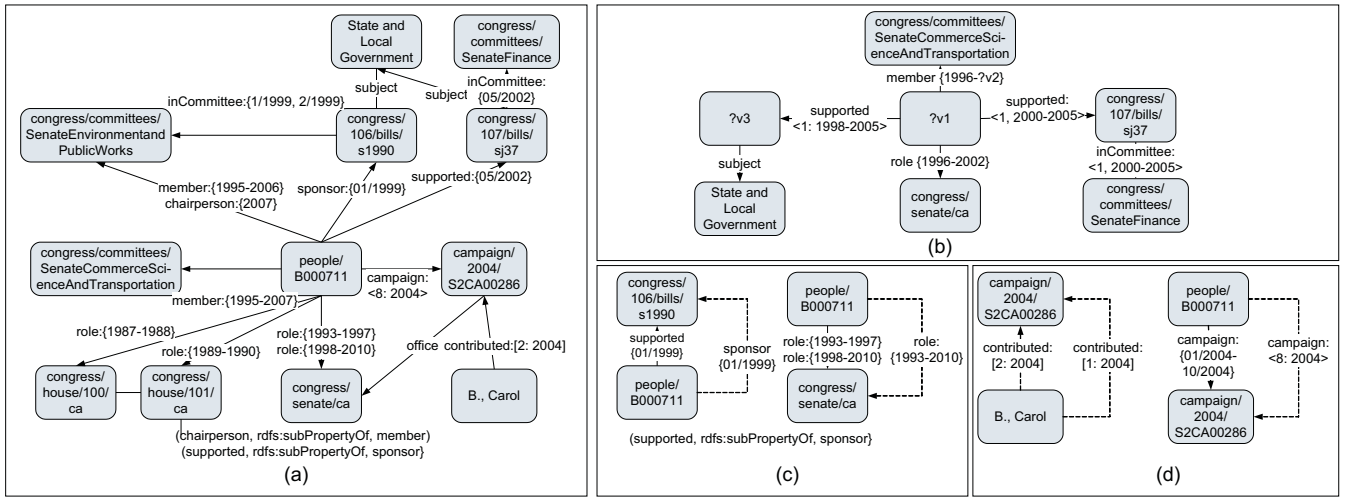 State and
Local
Government
congress/
committees/
SenateFinance
subject
subject
inCommittee:
{05/2002}
inCommittee:{1/1999, 2/1999}
congress/committees/
SenateEnvironmentand
PublicWorks
congress/
106/bills/
s1990
congress/
107/bills/
sj37
member:{1995-2006}
chairperson:{2007}
sponsor:{01/1999}
supported:{05/2002}
congress/committees/
SenateCommerceSci-
enceAndTransportation
people/
B000711
campaign:
<8: 2004>
campaign/
2004/
S2CA00286
member:{1995-2007}
role:{1987-1988}
role:{1989-1990}
role:{1993-1997}
role:{1998-2010}
office
contributed:[2: 2004]
congress/
house/100/
ca
congress/
house/101/
ca
congress/
senate/ca
B., Carol
(chairperson, rdfs:subPropertyOf, member)
(supported, rdfs:subPropertyOf, sponsor}
(a)
congress/committees/
SenateCommerceSci-
enceAndTransportation
member {1996-?v2}
?v3
supported
<1: 1998-2005>
?v1
supported:
<1, 2000-2005>
congress/
107/bills/
sj37
subject
role {1996-2002}
inCommittee:
<1, 2000-2005>
State and
Local
Government
congress/
senate/ca
congress/
committees/
SenateFinance
(b)
congress/
106/bills/
s1990
supported
{01/1999}
sponsor
{01/1999}
people/
B000711
people/
B000711
role:{1993-1997}
role:{1998-2010}
role:
{1993-2010}
congress/
senate/ca
(supported, rdfs:subPropertyOf, sponsor}
(c)
campaign/
2004/
S2CA00286
contributed:
[2: 2004]
contributed:
[1: 2004]
B., Carol
people/
B000711
campaign:
{01/2004-
10/2004}
campaign:
<8: 2004>
campaign/
2004/
S2CA00286
(d)